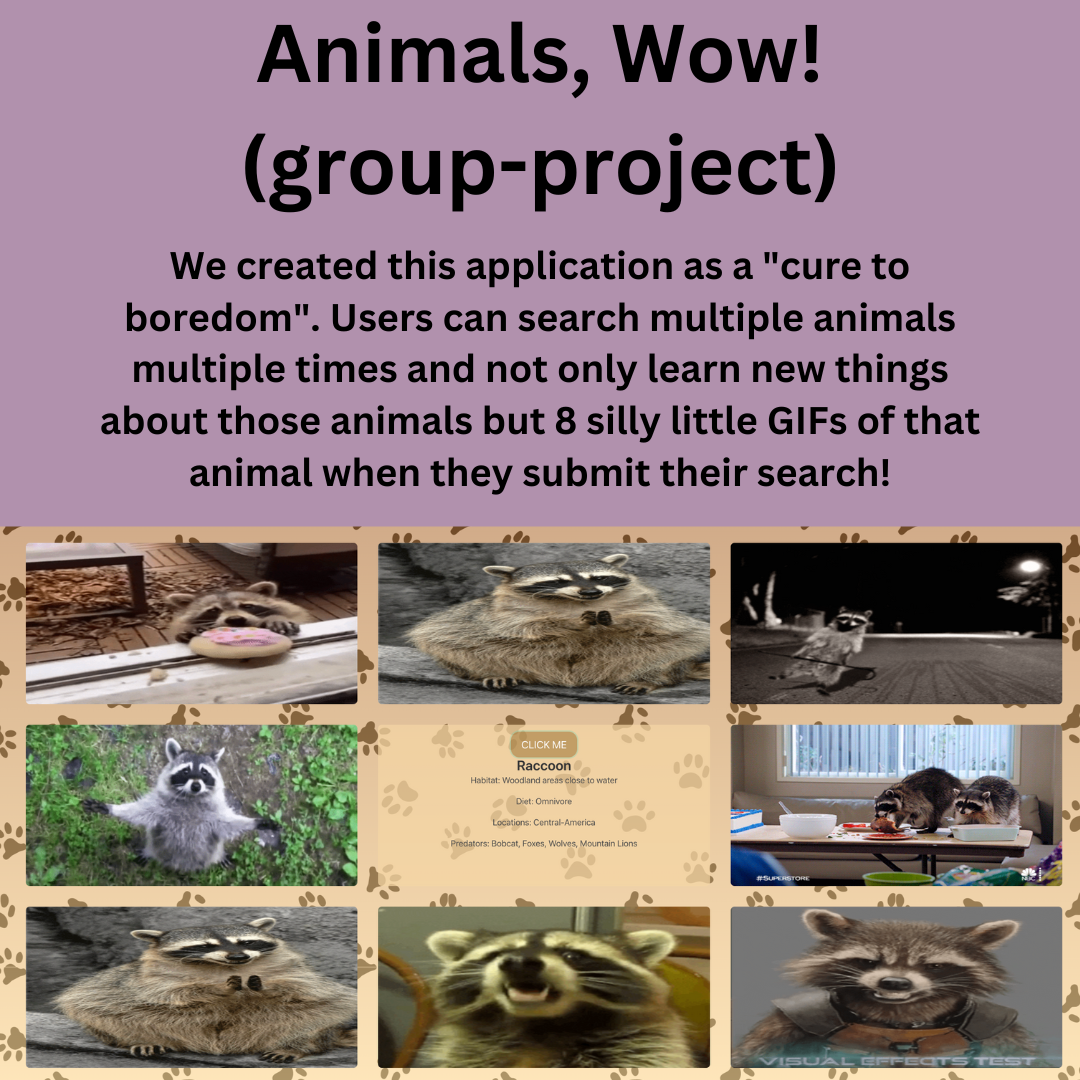 Animals, Wow!
(group-project)
We created this application as a "cure to
boredom". Users can search multiple animals
multiple times and not only learn new things
about those animals but 8 silly little GIFs of that
animal when they submit their search!
CLICK ME
Raccoon
Habitat: Woodland areas close to water
Diet: Omnivore
Locations: Central-America
Predators: Bobcat, Foxes, Wolves, Mountain Lions
#SUPERSTORE
NBC
VISUAL EFFECTS TEST